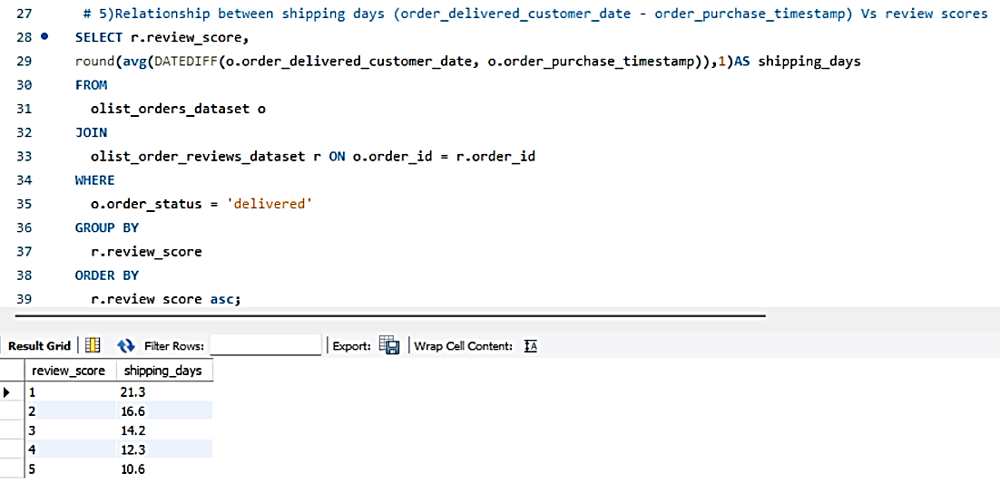 27 # 5)Relationship between shipping days (order_delivered_customer_date - order_purchase_timestamp) Vs review scores
28 SELECT r.review_score,
29 round(avg(DATEDIFF(o.order_delivered_customer_date, o.order_purchase_timestamp)),1)AS shipping_days
30 FROM
31 olist_orders_dataset o
32 JOIN
33 olist_order_reviews_dataset r ON o.order_id = r.order_id
34 WHERE
35 o.order_status = 'delivered'
36 GROUP BY
37 r.review_score
38 ORDER BY
39 r.review_score asc;
Result Grid Filter Rows: Export: Wrap Cell Content: IA
review_score shipping_days
1 21.3
2 16.6
3 14.2
4 12.3
5 10.6